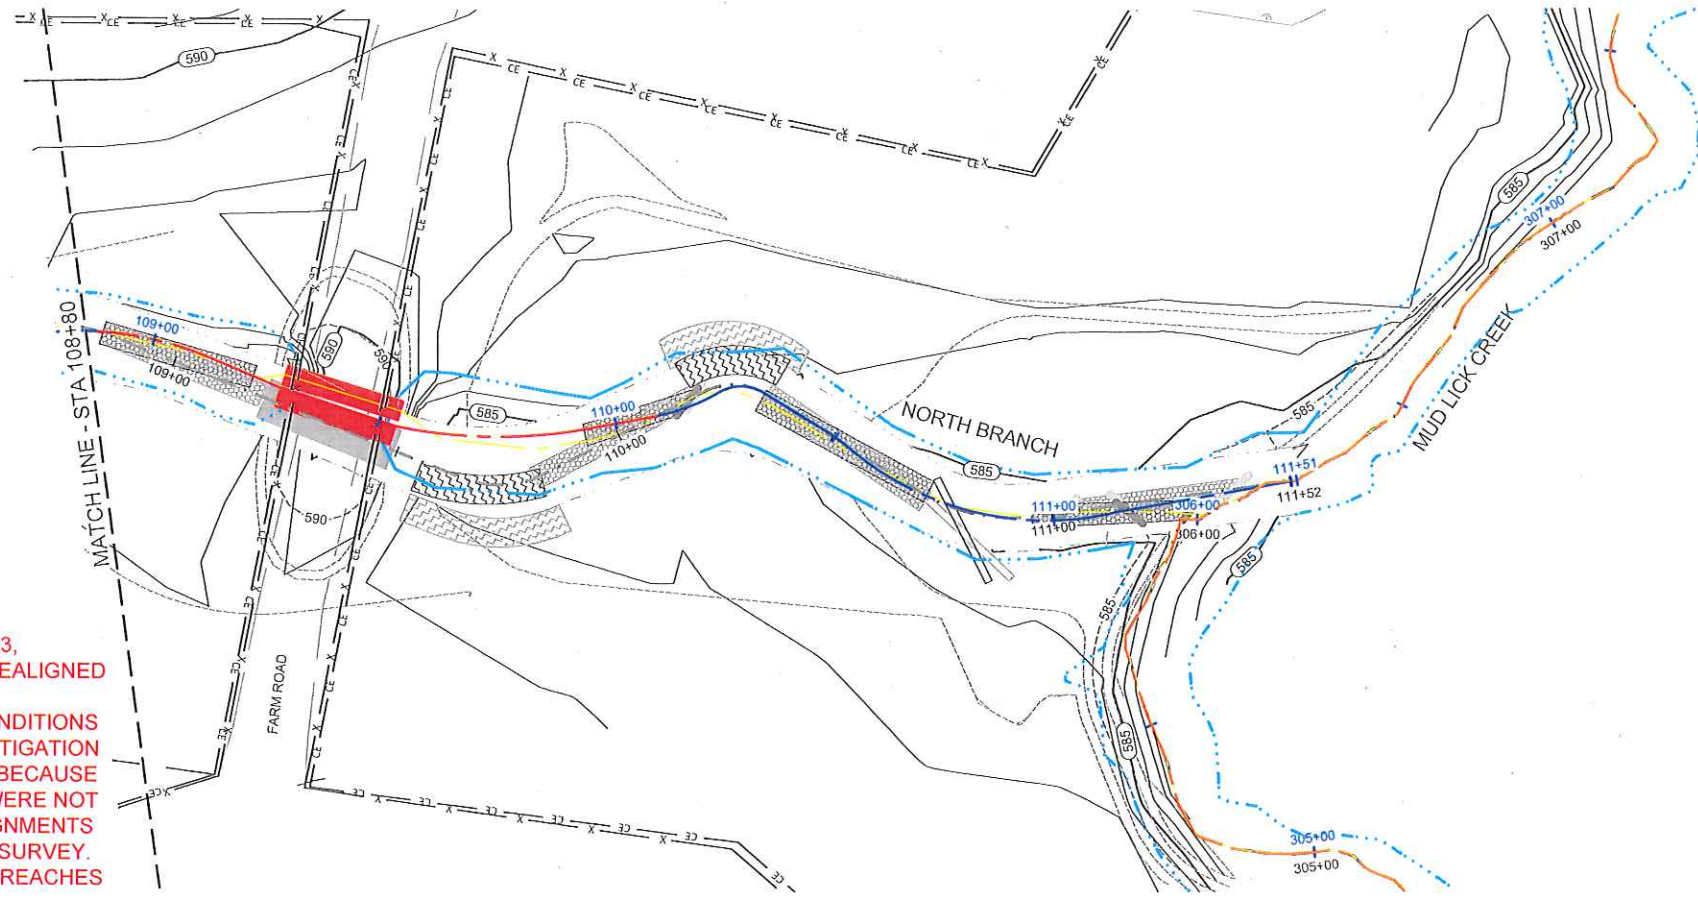 590
MATCH LINE - STA 108+80
109+00
109+00
590
590
585
110+00
110+00
590
NORTH BRANCH
585
585
585
307+00
307+00
MUD LICK CREEK
111+00
111+00
306+00
306+00
111+51
111+52
585
585
585
305+00
305+00
FARM ROAD
3,
EALIGNED
NDITIONS
TIGATION
BECAUSE
WERE NOT
GNMENTS
SURVEY.
REACHES